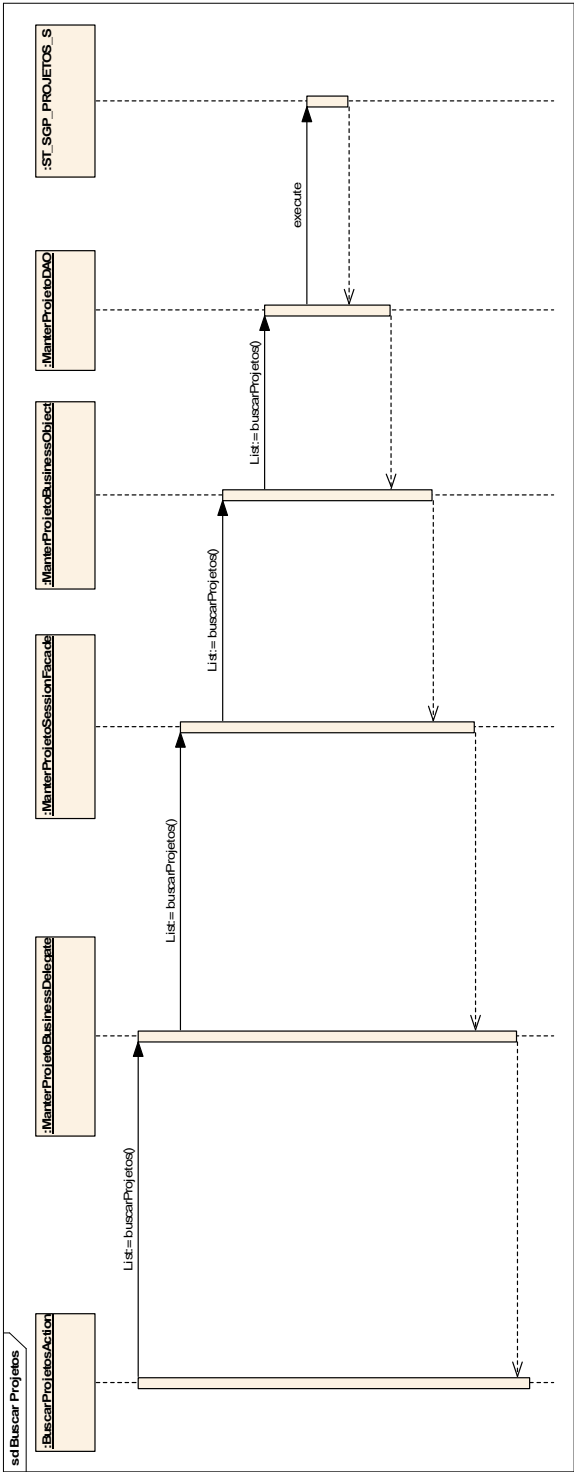 sd Buscar Projetos
:BuscarProjetosAction
:ManterProjetoBusinessDelegate
:ManterProjetoSessionFacade
:ManterProjetoBusinessObject
:ManterProjetoDAO
:ST_SGP_PROJETOS_S
List:= buscarProjetos()
List:= buscarProjetos()
List:= buscarProjetos()
List:= buscarProjetos()
execute